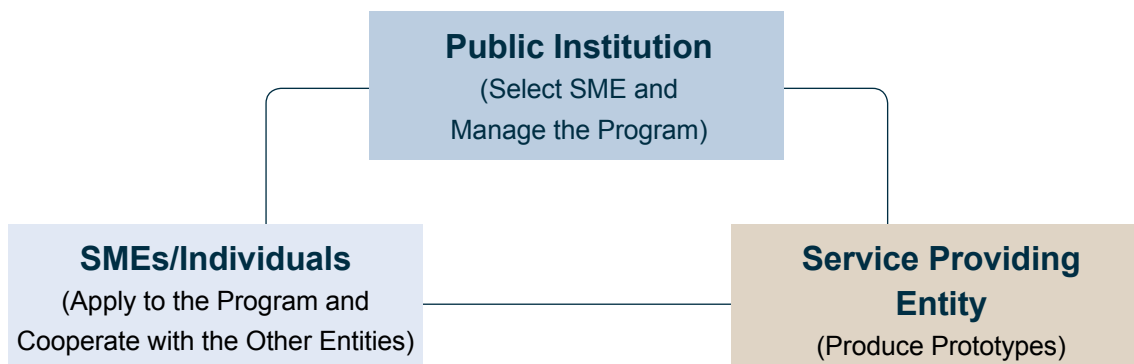 Public Institution
(Select SME and
Manage the Program)
SMEs/Individuals
(Apply to the Program and
Cooperate with the Other Entities)
Service Providing
Entity
(Produce Prototypes)